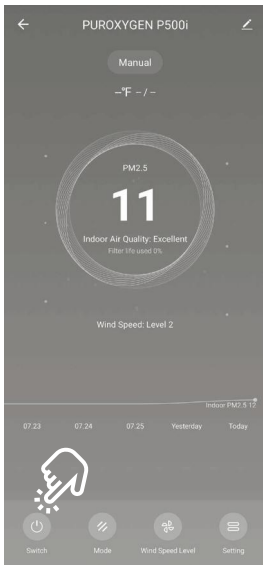 PUROXYGEN P500i
Manual
--°F -- / --
PM2.5
11
Indoor Air Quality: Excellent
Filter life used 0%
Wind Speed: Level 2
Indoor PM2.5 12
07.23 07.24 07.25 Yesterday Today
Switch Mode Wind Speed Level Setting